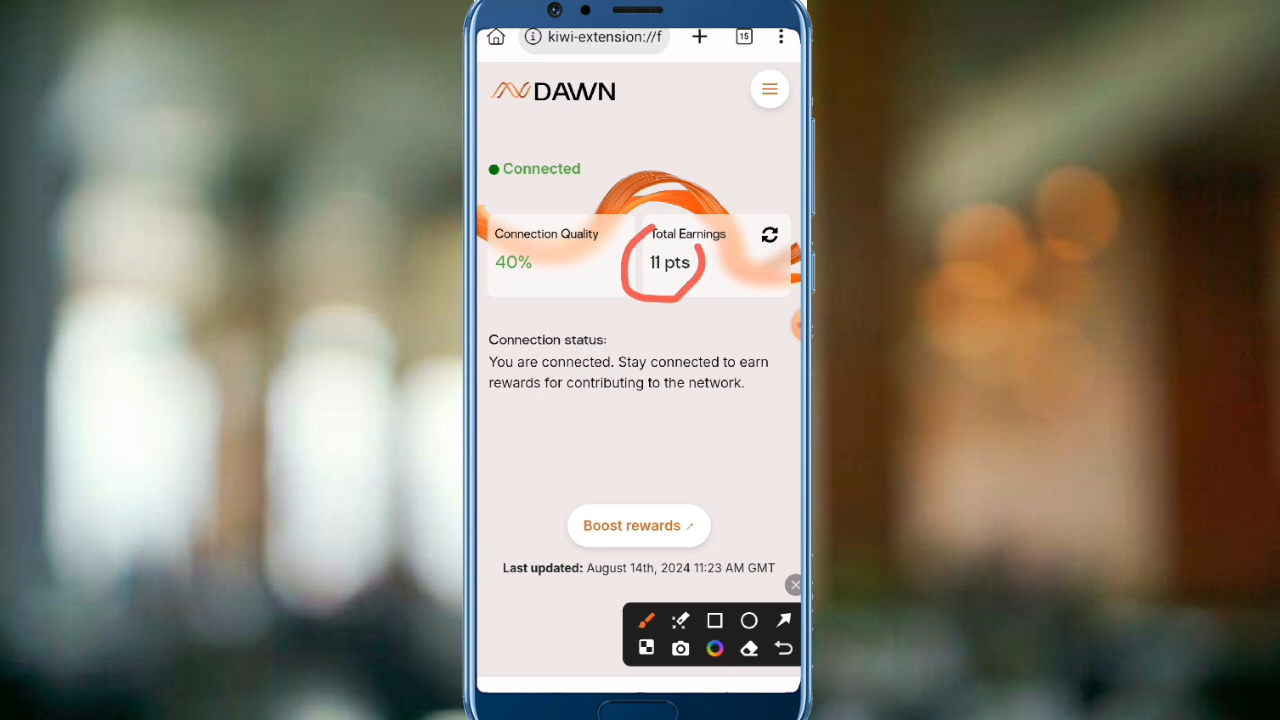 kiwi-extension://f
15
DAWN
Connected
Connection Quality
Total Earnings
40%
11 pts
Connection status:
You are connected. Stay connected to earn
rewards for contributing to the network.
Boost rewards ↗
Last updated: August 14th, 2024 11:23 AM GMT